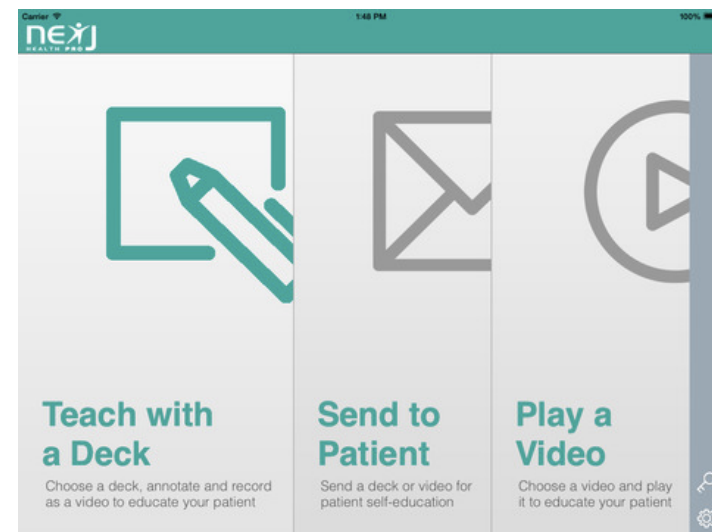 Carrier
1:48 PM
100%
NEXJ
HEALTH PRO
Teach with
a Deck
Choose a deck, annotate and record
as a video to educate your patient
Send to
Patient
Send a deck or video for
patient self-education
Play a
Video
Choose a video and play
it to educate your patient